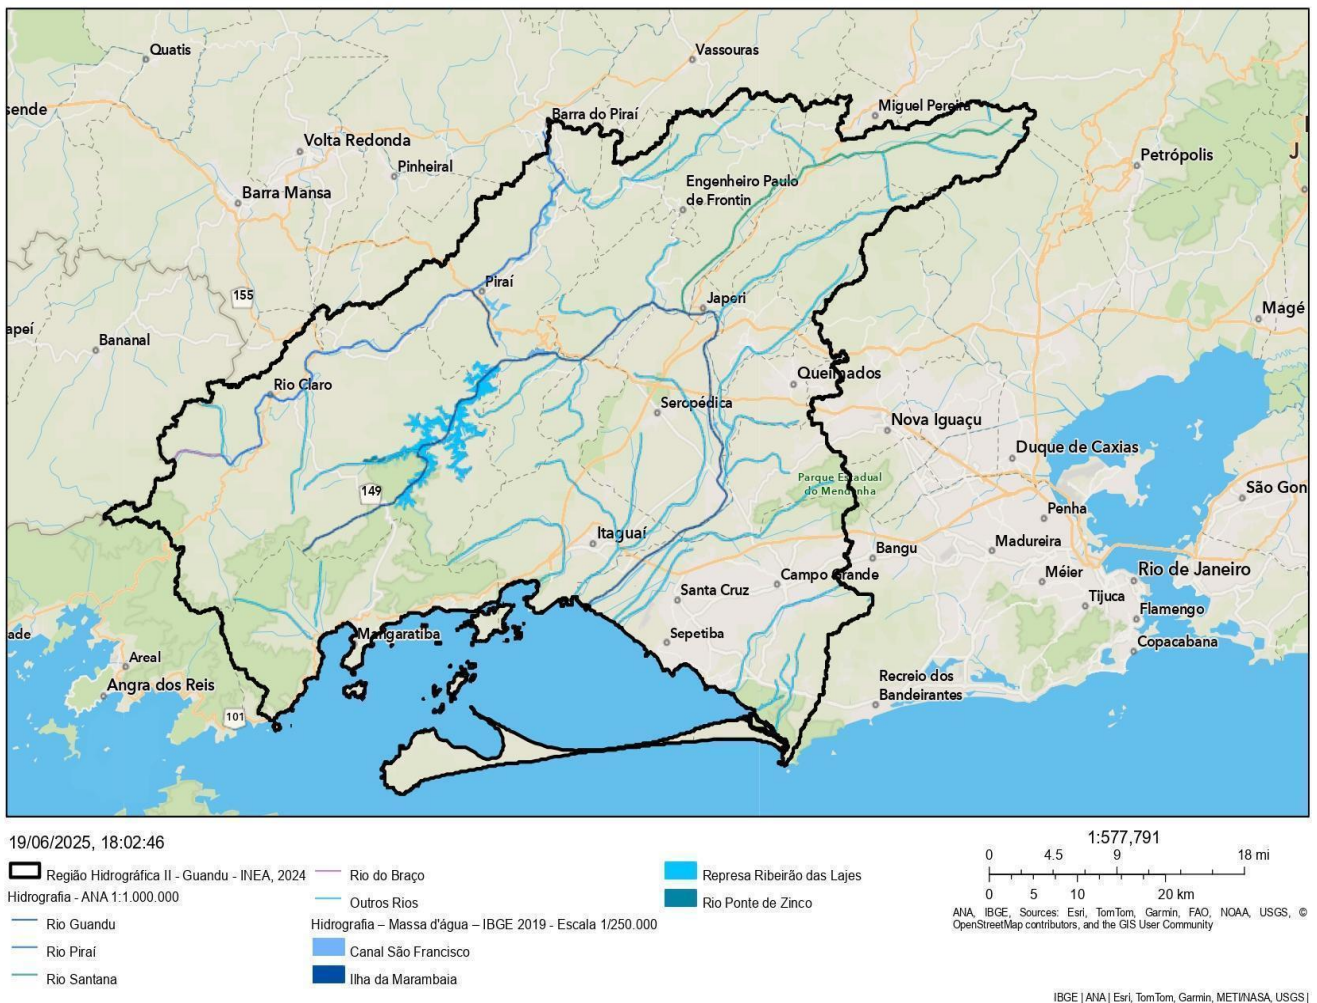 Quatis
Vassouras
sende
Barra do Piraí
Miguel Pereira
Volta Redonda
Pinheiral
Petrópolis
J
Barra Mansa
Engenheiro Paulo
de Frontin
Piraí
155
Japeri
Magé
apeí
Bananal
Rio Claro
Queimados
Seropédica
Nova Iguaçu
Duque de Caxias
Parque Estadual
do Mendanha
149
São Gon
Penha
Itaguaí
Madureira
Bangu
Campo Grande
Méier
Rio de Janeiro
Santa Cruz
Tijuca
Flamengo
ade
Mangaratiba
Sepetiba
Copacabana
Areal
Angra dos Reis
Recreio dos
Bandeirantes
101
19/06/2025, 18:02:46
Região Hidrográfica II - Guandu - INEA, 2024
Hidrografia - ANA 1:1.000.000
Rio Guandu
Rio Piraí
Rio Santana
Rio do Braço
Outros Rios
Hidrografia – Massa d'água – IBGE 2019 - Escala 1/250.000
Canal São Francisco
Ilha da Marambaia
Represa Ribeirão das Lajes
Rio Ponte de Zinco
1:577,791
0 4.5 9 18 mi
0 5 10 20 km
ANA, IBGE, Sources: Esri, TomTom, Garmin, FAO, NOAA, USGS, ©
OpenStreetMap contributors, and the GIS User Community
IBGE | ANA | Esri, TomTom, Garmin, METI/NASA, USGS |